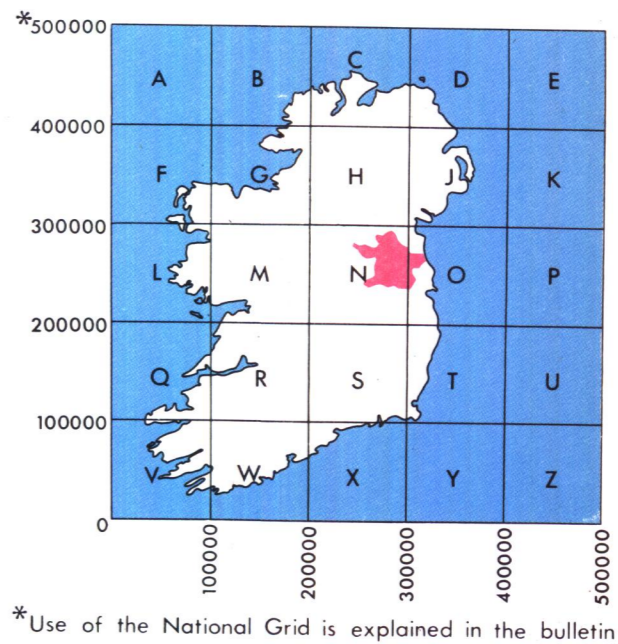 *500000
A B C D E
400000
F G H J K
300000
L M N O P
200000
Q R S T U
100000
V W X Y Z
0
100000 200000 300000 400000 500000
*Use of the National Grid is explained in the bulletin